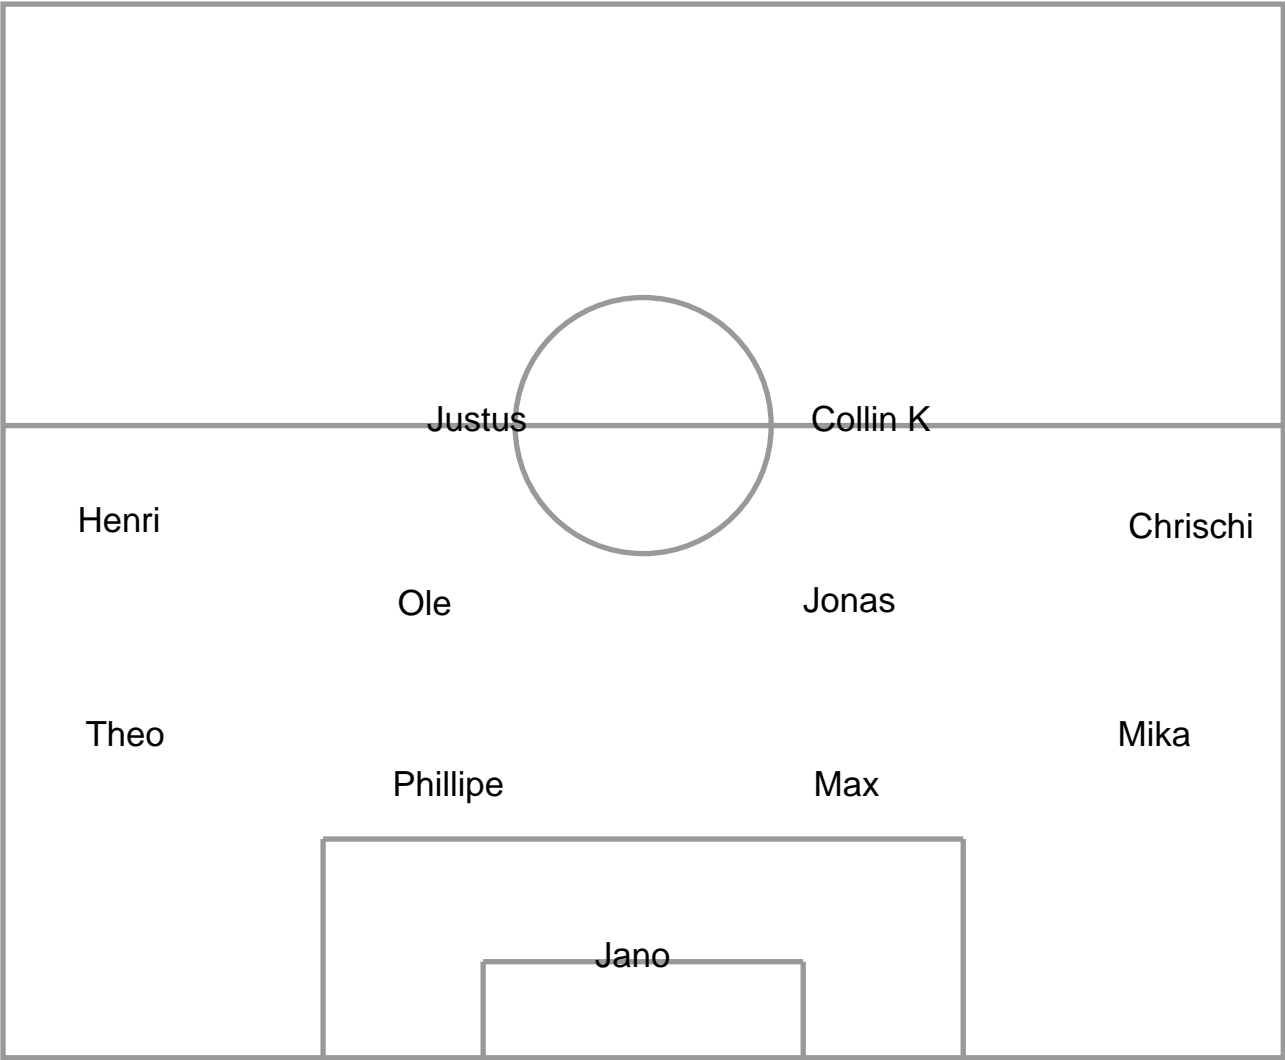 Justus
Collin K
Henri
Chrischi
Ole
Jonas
Theo
Mika
Phillipe
Max
Jano